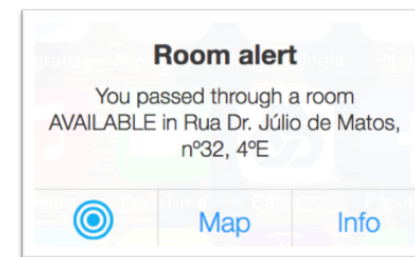 Room alert
You passed through a room
AVAILABLE in Rua Dr. Júlio de Matos,
nº32, 4ºE
Map Info